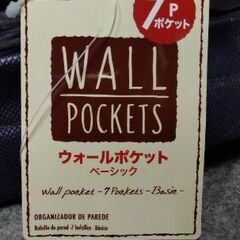 7P
ポケット
WALL
POCKETS
ウォールポケット
ベーシック
Wall pocket -7 Pockets -Basic-
ORGANIZADOR DE PAREDE
Bolsillo de pared -7 bolsillos - Básico